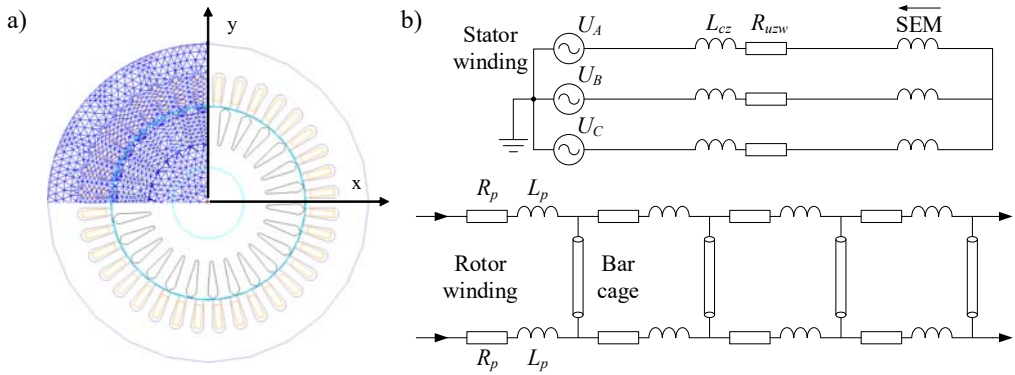 a)
y
x
b)
Stator
winding
U_A
L_cz
R_uzw
SEM
U_B
U_C
R_p
L_p
Rotor
winding
Bar
cage
R_p
L_p